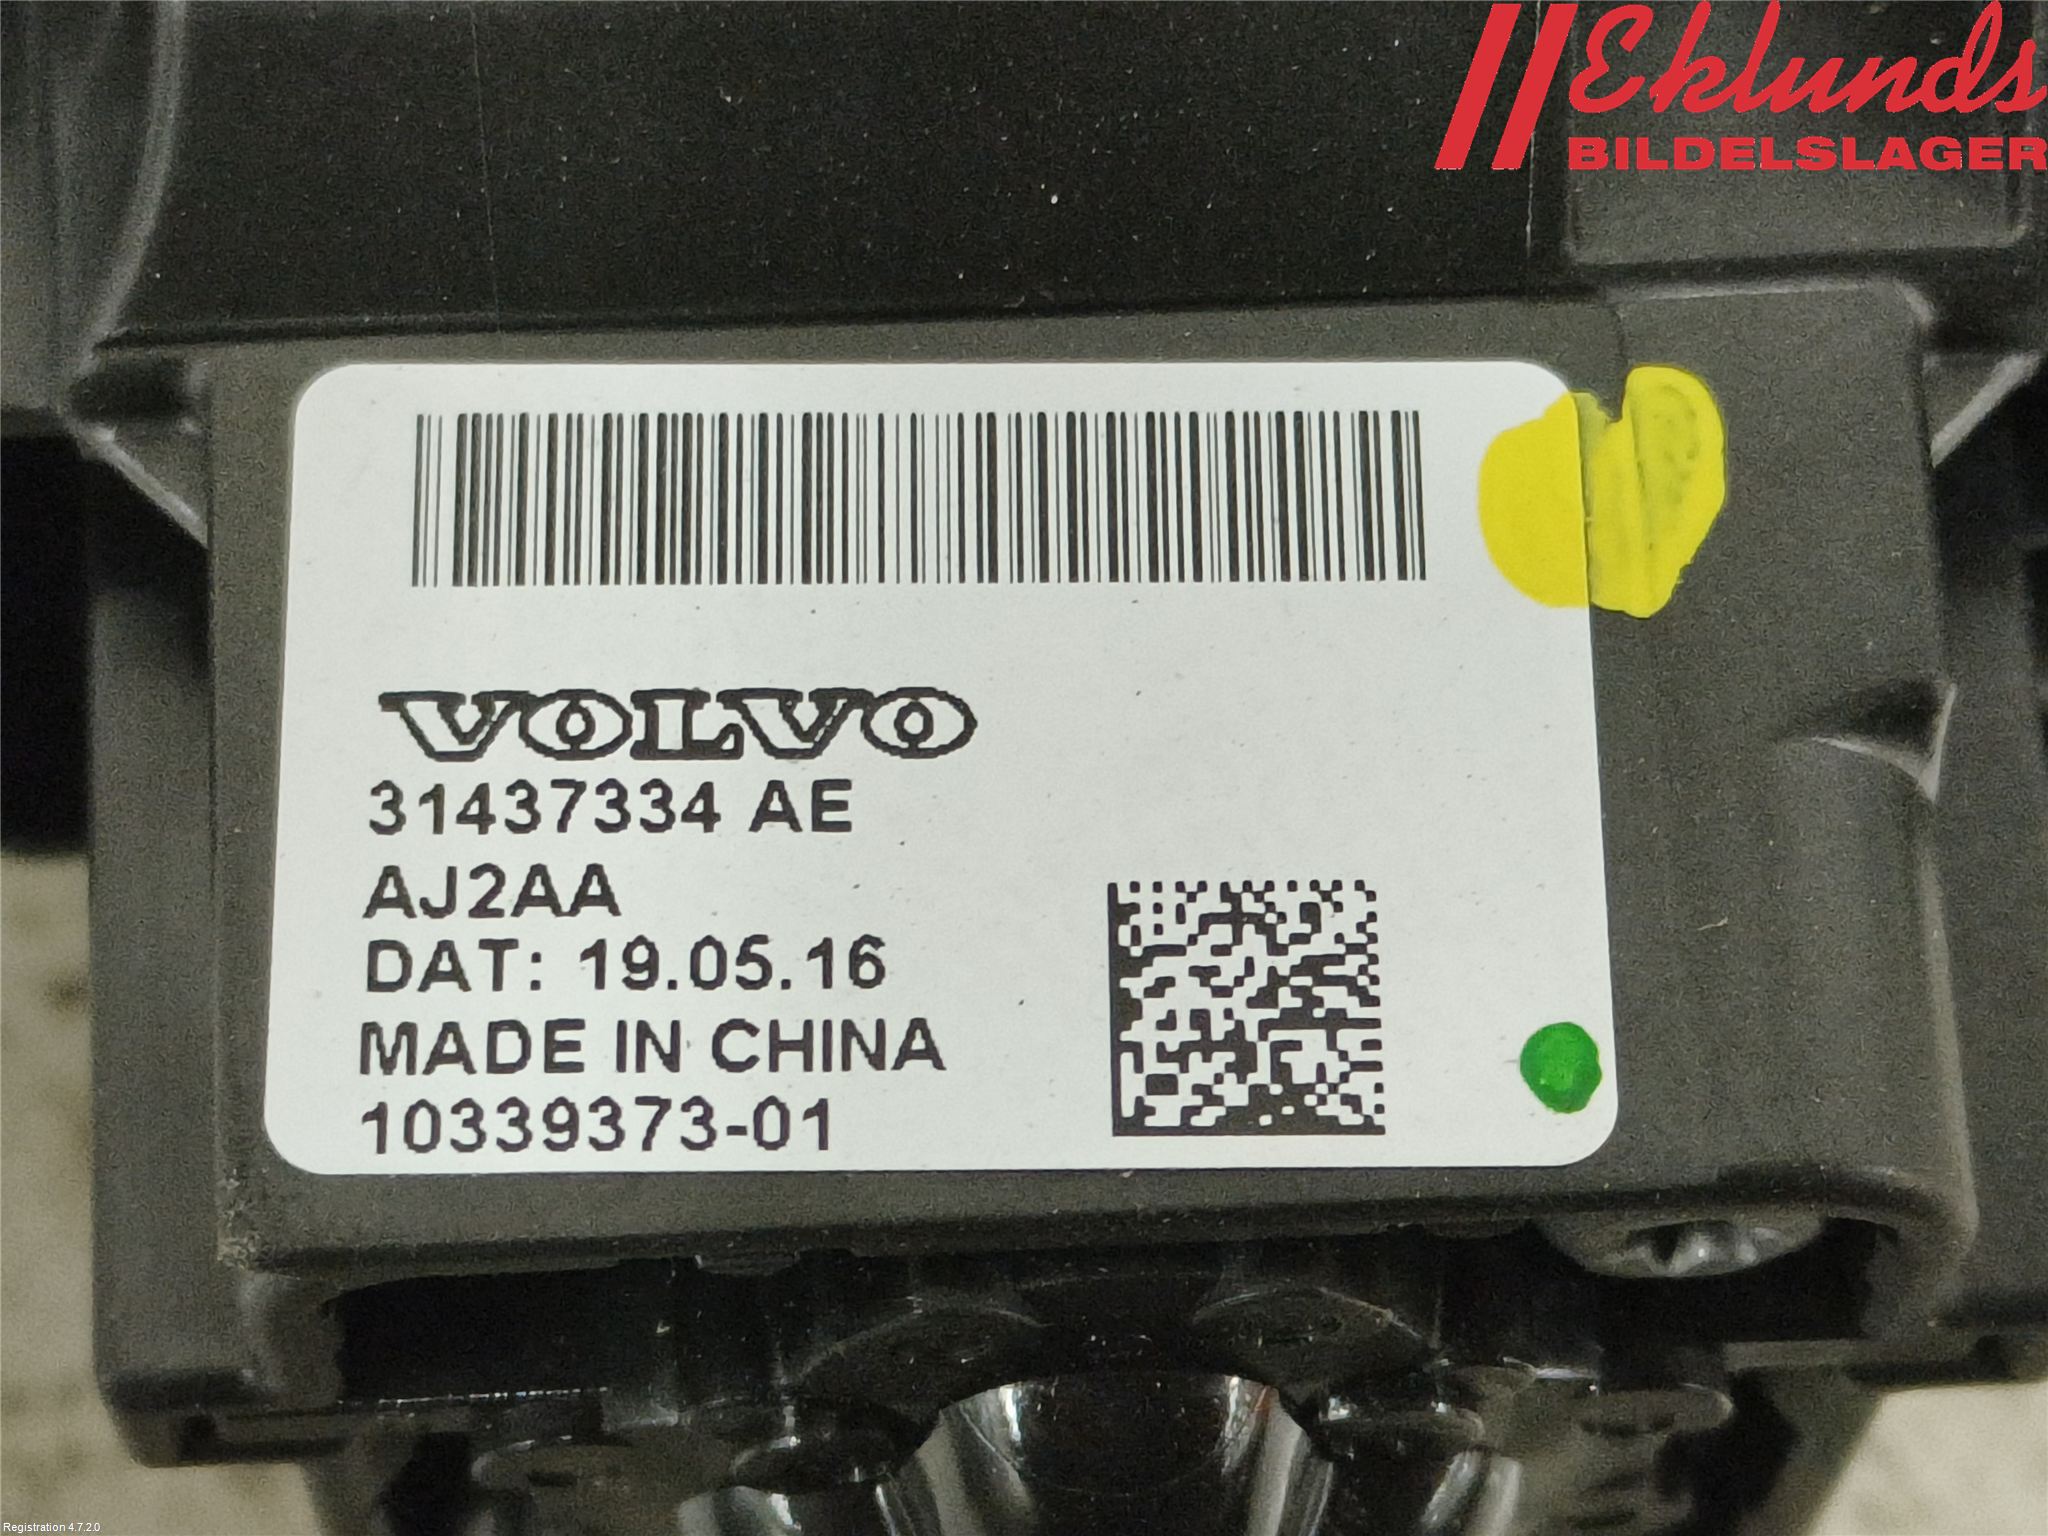 Eklunds
BILDELSLAGER
VOLVO
31437334 AE
AJ2AA
DAT: 19.05.16
MADE IN CHINA
10339373-01
Registration 4.7.2.0